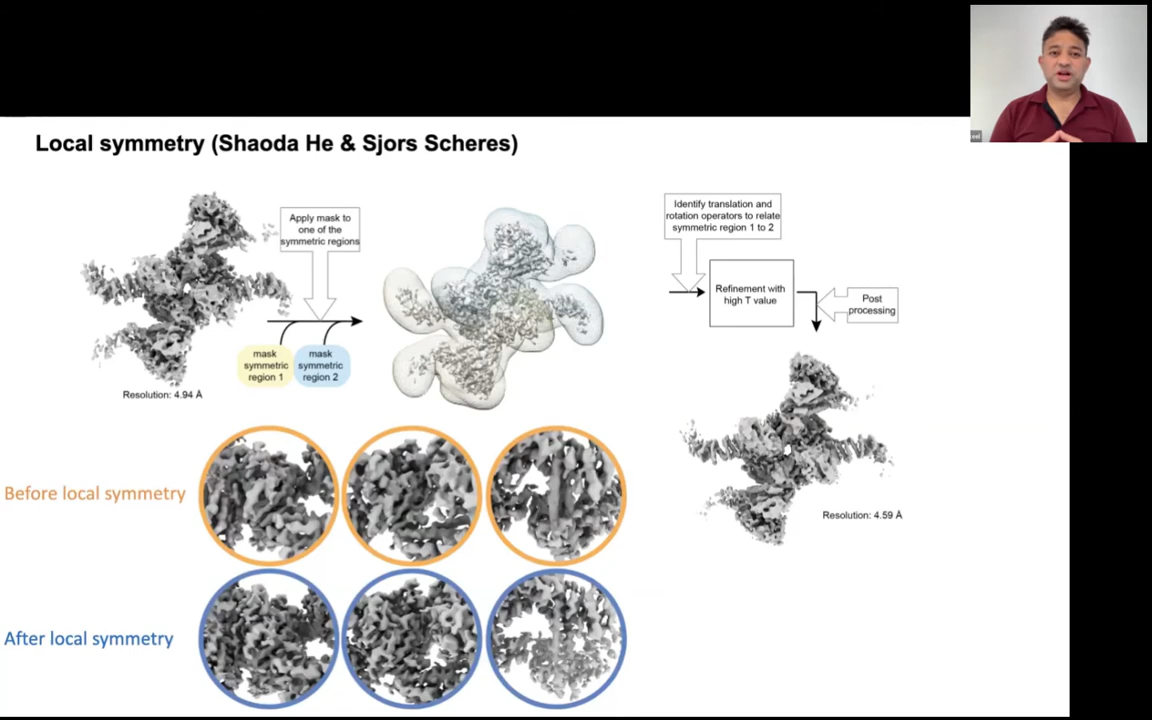 Local symmetry (Shaoda He & Sjors Scheres)
Apply mask to
one of the
symmetric regions
mask
symmetric
region 1
mask
symmetric
region 2
Resolution: 4.94 Å
Identify translation and
rotation operators to relate
symmetric region 1 to 2
Refinement with
high T value
Post
processing
Resolution: 4.59 Å
Before local symmetry
After local symmetry